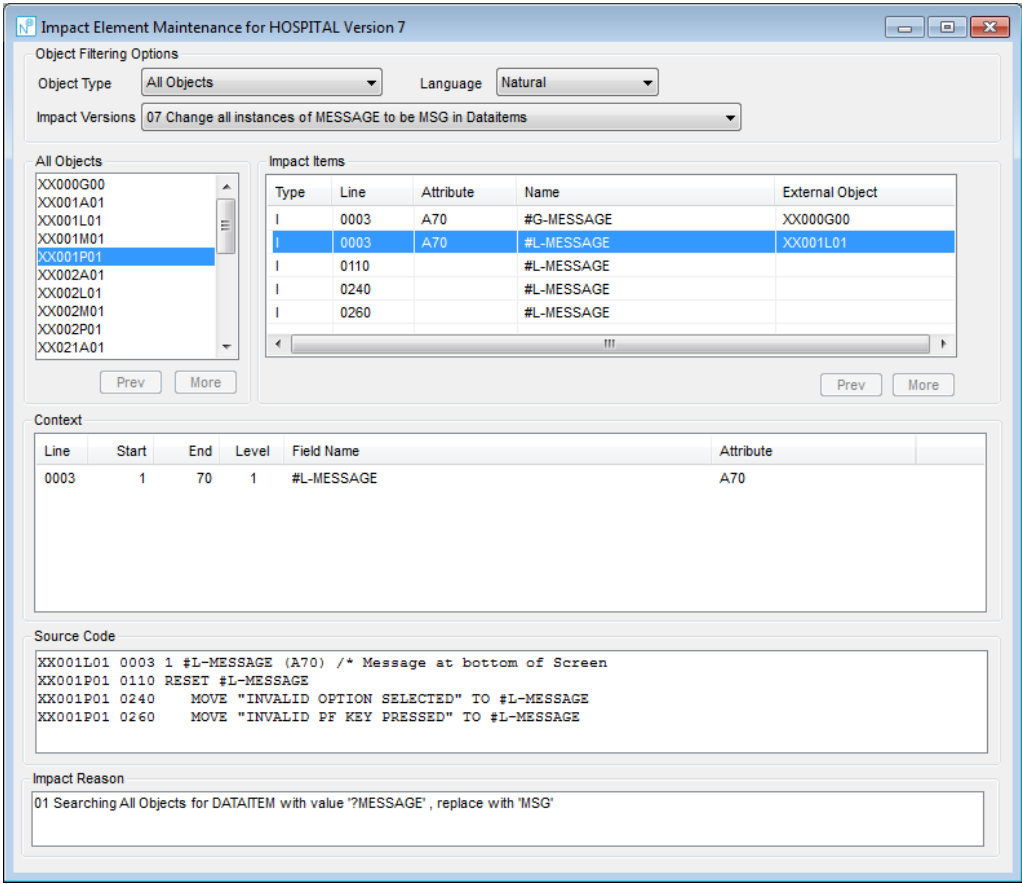 Impact Element Maintenance for HOSPITAL Version 7
Object Filtering Options
Object Type All Objects Language Natural
Impact Versions 07 Change all instances of MESSAGE to be MSG in Dataitems
All Objects
XX000G00
XX001A01
XX001L01
XX001M01
XX001P01
XX002A01
XX002L01
XX002M01
XX002P01
XX021A01
Prev More
Impact Items
Type Line Attribute Name External Object
I 0003 A70 #G-MESSAGE XX000G00
I 0003 A70 #L-MESSAGE XX001L01
I 0110 #L-MESSAGE
I 0240 #L-MESSAGE
I 0260 #L-MESSAGE
Prev More
Context
Line Start End Level Field Name Attribute
0003 1 70 1 #L-MESSAGE A70
Source Code
XX001L01 0003 1 #L-MESSAGE (A70) /* Message at bottom of Screen
XX001P01 0110 RESET #L-MESSAGE
XX001P01 0240 MOVE "INVALID OPTION SELECTED" TO #L-MESSAGE
XX001P01 0260 MOVE "INVALID PF KEY PRESSED" TO #L-MESSAGE
Impact Reason
01 Searching All Objects for DATAITEM with value '?MESSAGE' , replace with 'MSG'